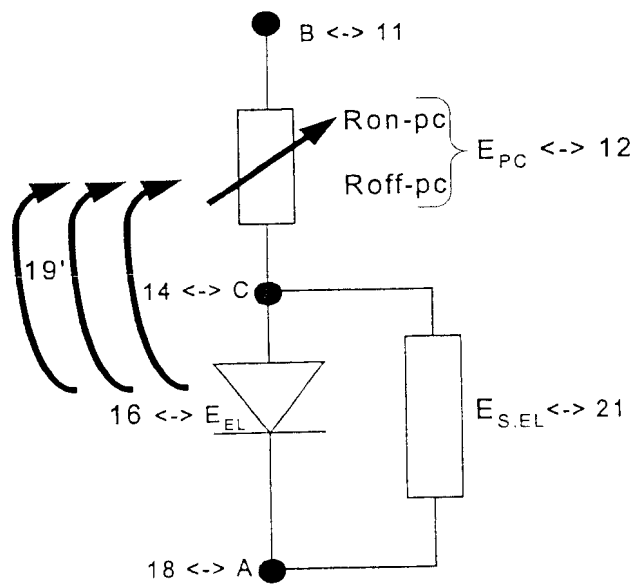 B <-> 11
Ron-pc
E_PC <-> 12
Roff-pc
19'
14 <-> C
16 <-> E_EL
E_S.EL <-> 21
18 <-> A